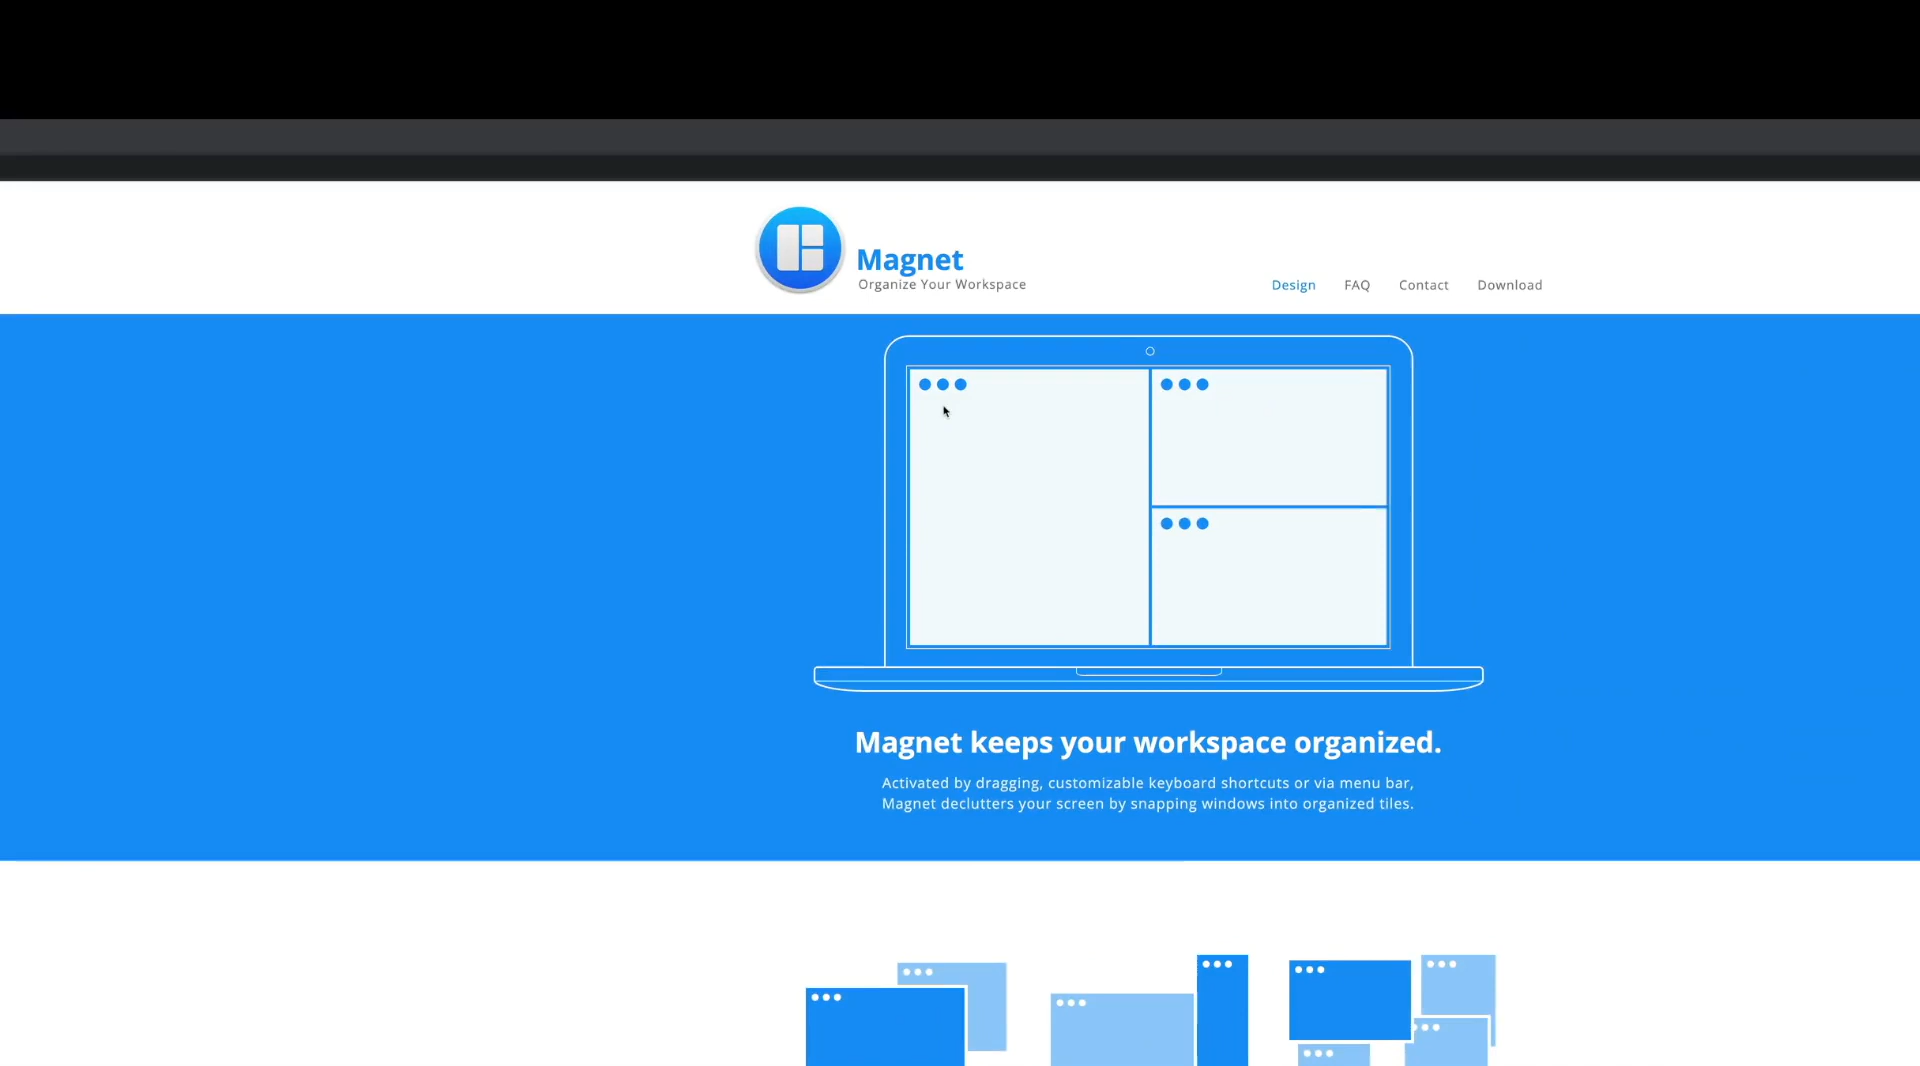 Magnet
Organize Your Workspace
Design FAQ Contact Download
Magnet keeps your workspace organized.
Activated by dragging, customizable keyboard shortcuts or via menu bar,
Magnet declutters your screen by snapping windows into organized tiles.